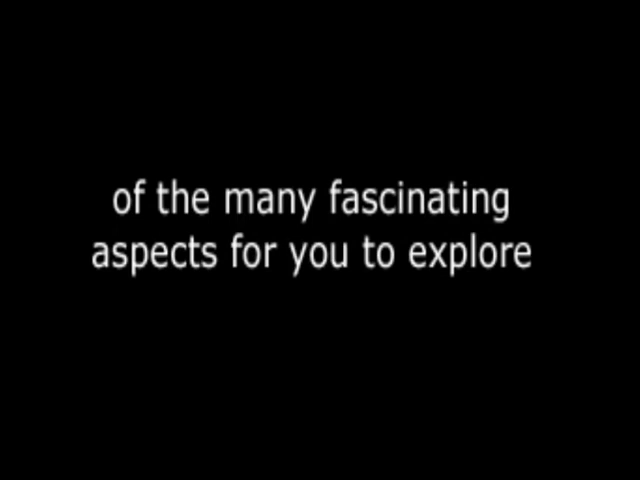 of the many fascinating
aspects for you to explore